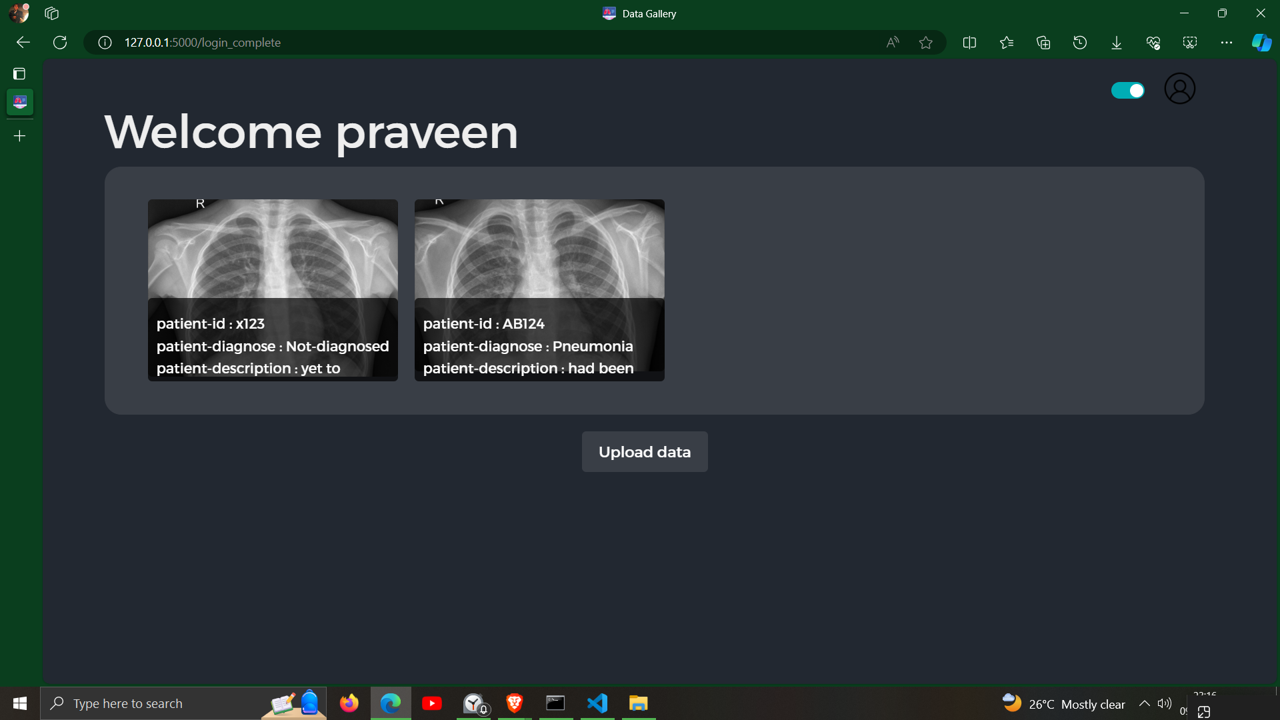 Data Gallery
127.0.0.1:5000/login_complete
Welcome praveen
R
patient-id : x123
patient-diagnose : Not-diagnosed
patient-description : yet to
R
patient-id : AB124
patient-diagnose : Pneumonia
patient-description : had been
Upload data
Type here to search
26°C Mostly clear